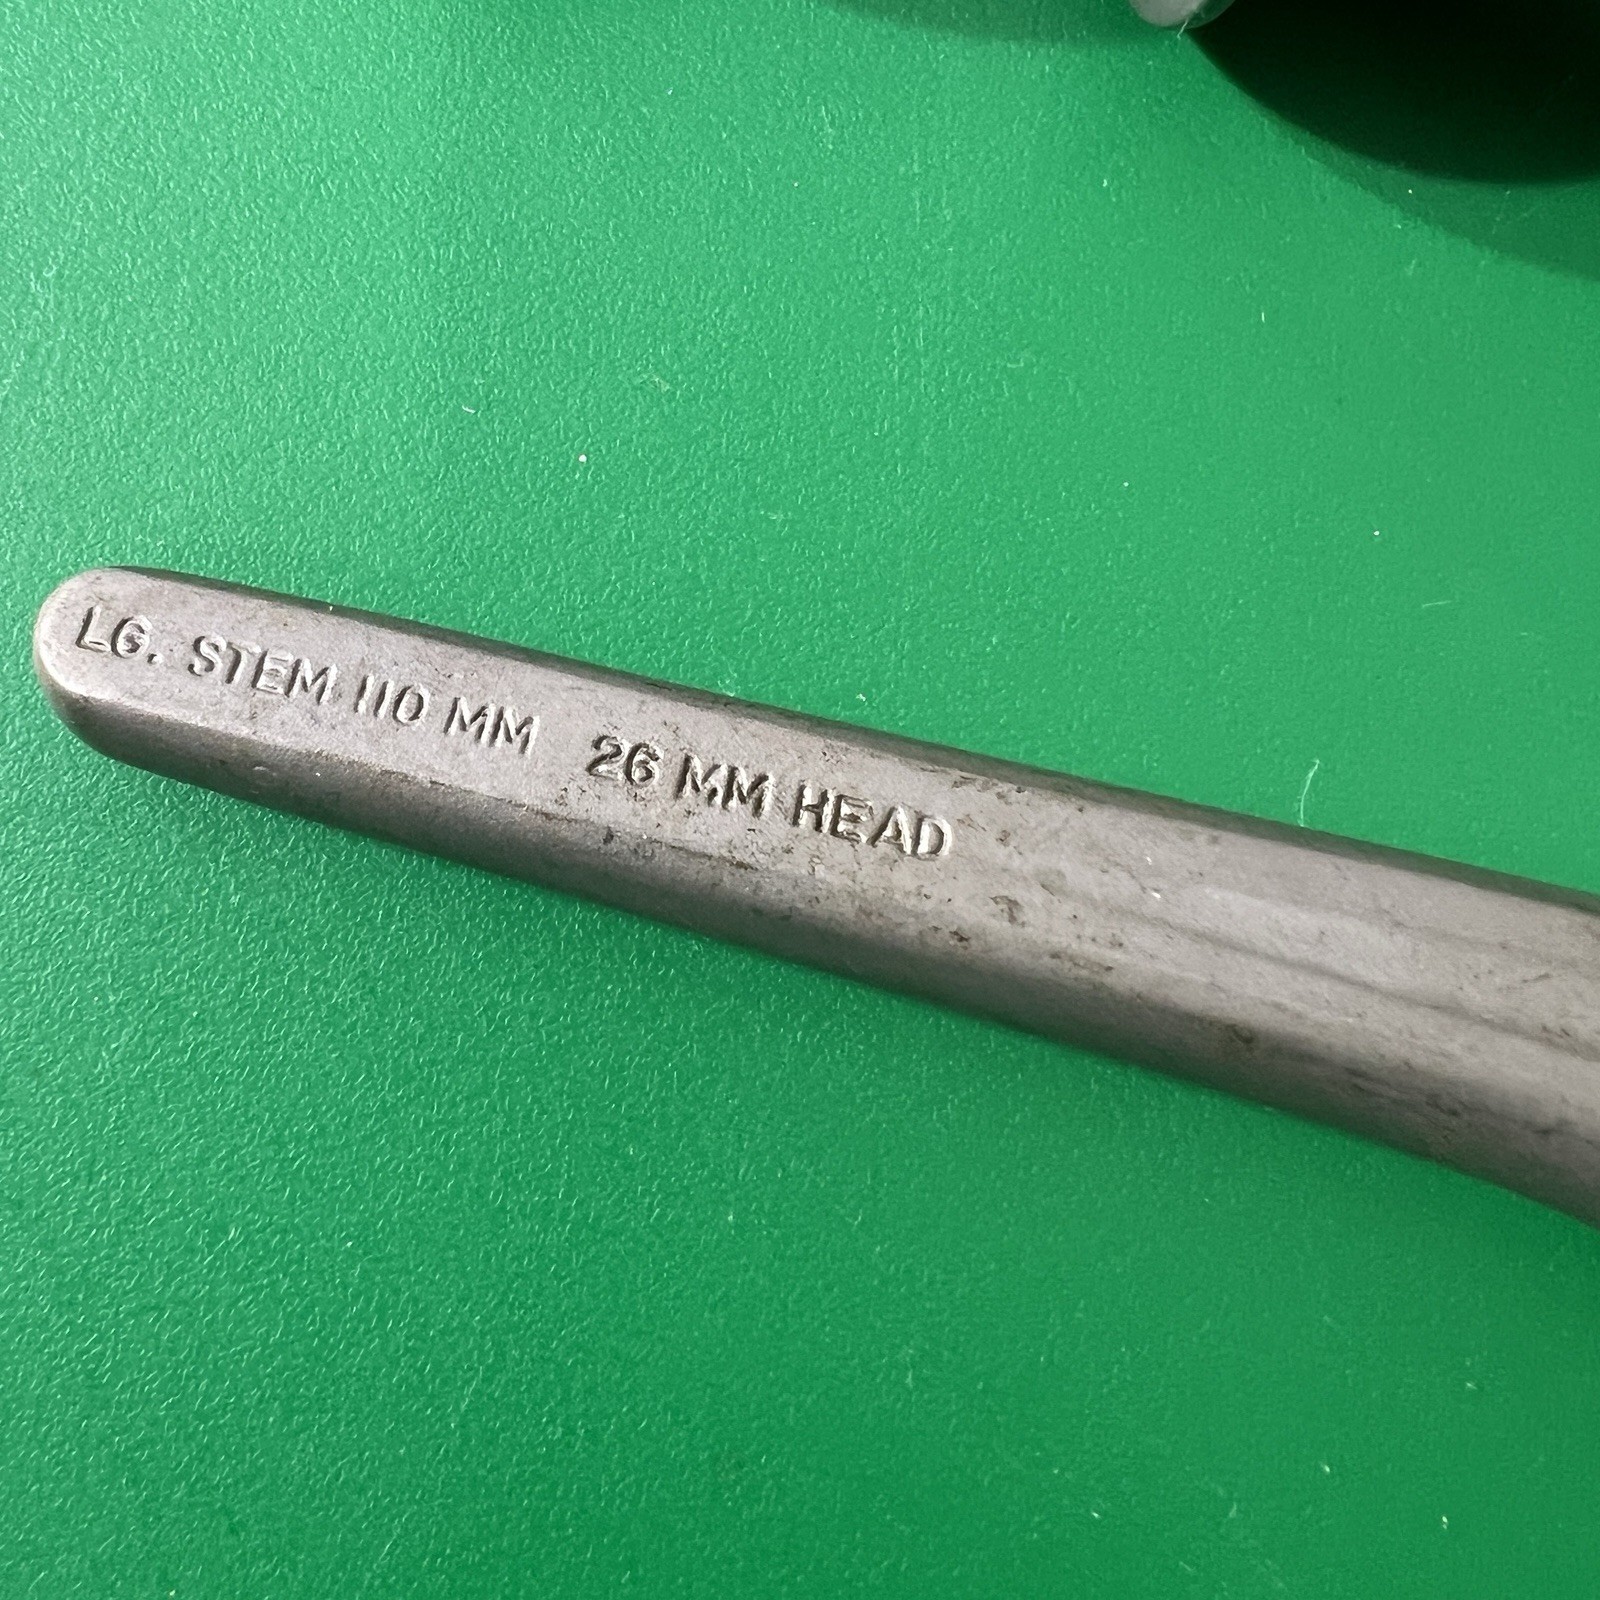 LG. STEM 110 MM 26 MM HEAD